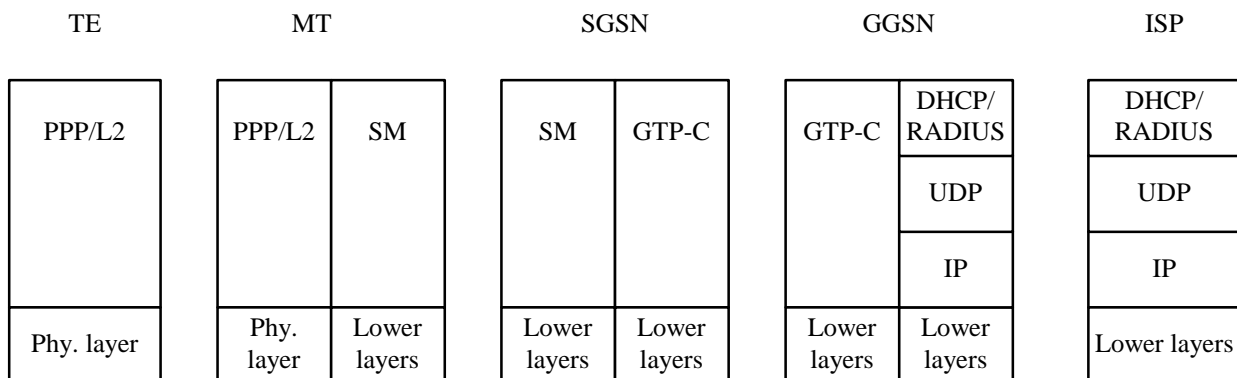 TE
MT
SGSN
GGSN
ISP
PPP/L2
PPP/L2
SM
SM
GTP-C
GTP-C
DHCP/
RADIUS
DHCP/
RADIUS
UDP
UDP
IP
IP
Phy. layer
Phy.
layer
Lower
layers
Lower
layers
Lower
layers
Lower
layers
Lower
layers
Lower layers